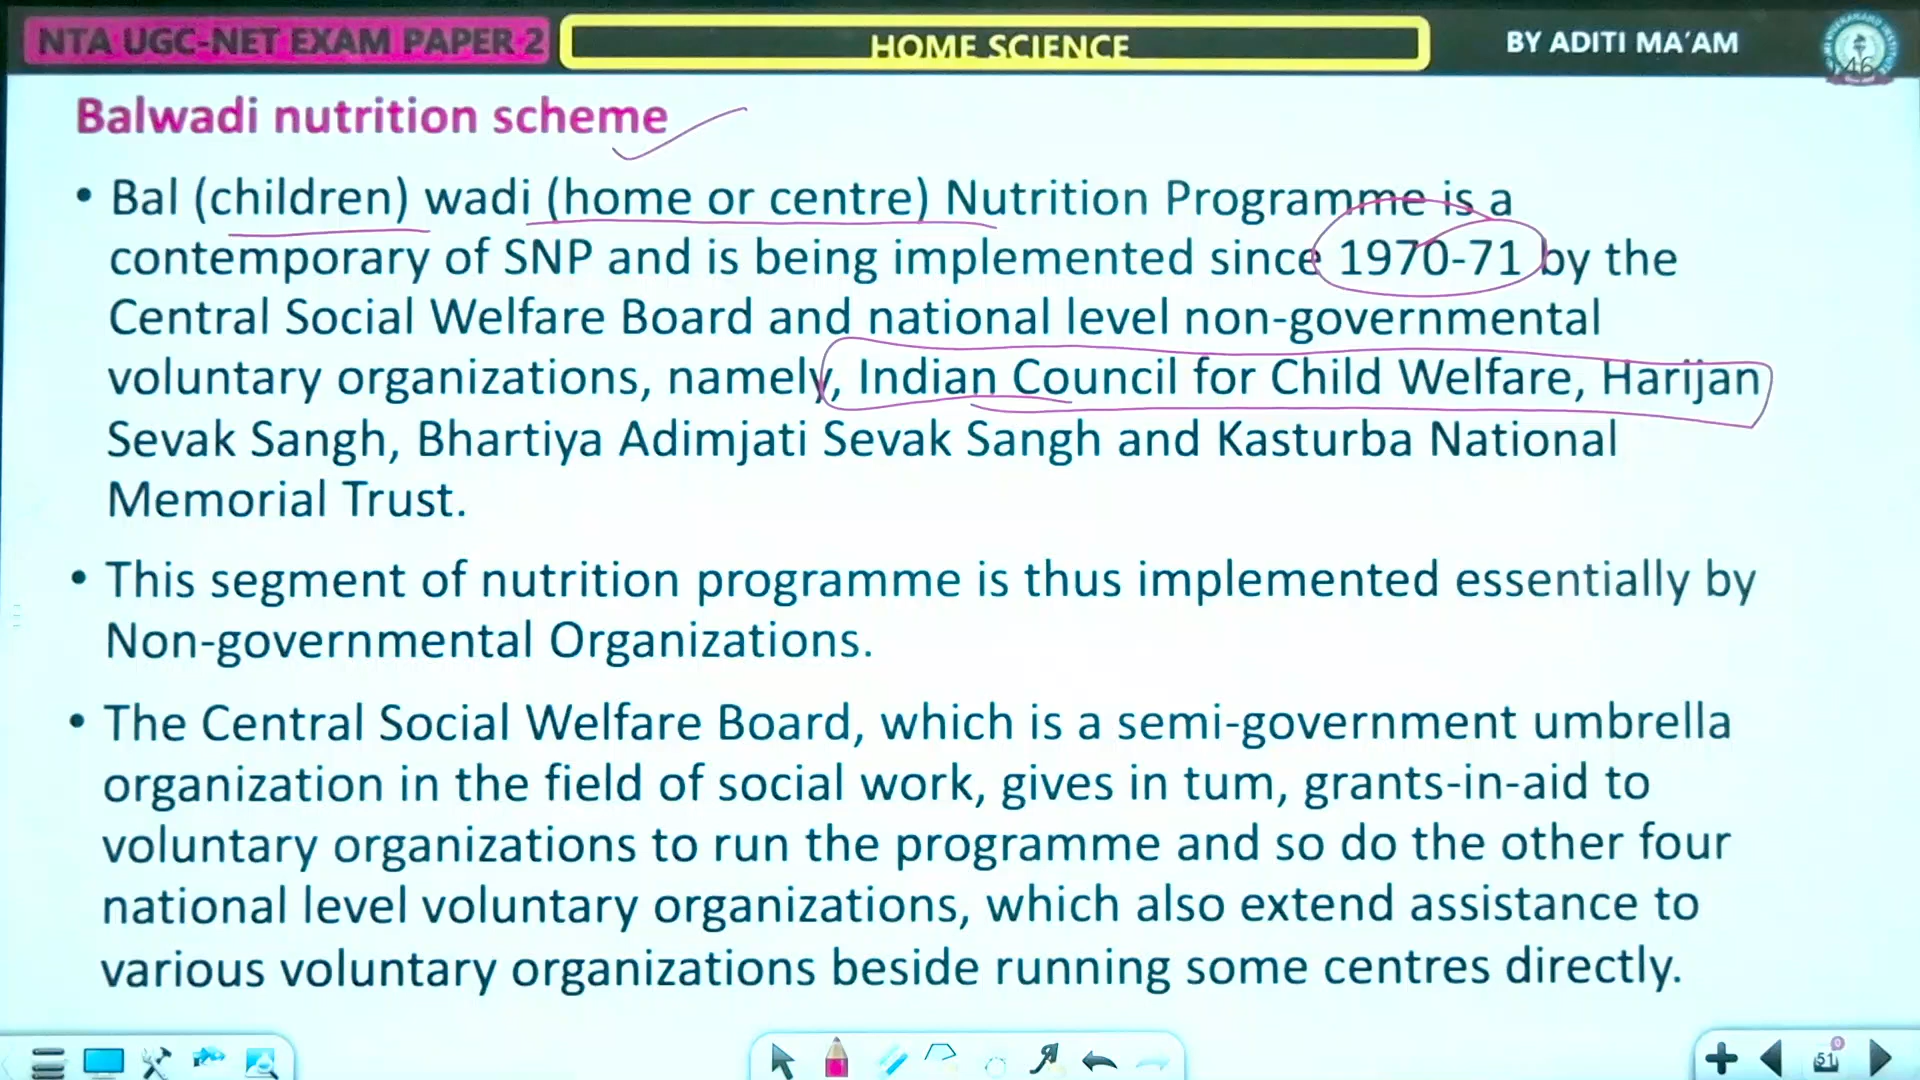 NTA UGC-NET EXAM PAPER 2
HOME SCIENCE
BY ADITI MA'AM
46
Balwadi nutrition scheme
• Bal (children) wadi (home or centre) Nutrition Programme is a
contemporary of SNP and is being implemented since 1970-71 by the
Central Social Welfare Board and national level non-governmental
voluntary organizations, namely, Indian Council for Child Welfare, Harijan
Sevak Sangh, Bhartiya Adimjati Sevak Sangh and Kasturba National
Memorial Trust.
• This segment of nutrition programme is thus implemented essentially by
Non-governmental Organizations.
• The Central Social Welfare Board, which is a semi-government umbrella
organization in the field of social work, gives in tum, grants-in-aid to
voluntary organizations to run the programme and so do the other four
national level voluntary organizations, which also extend assistance to
various voluntary organizations beside running some centres directly.
51
0